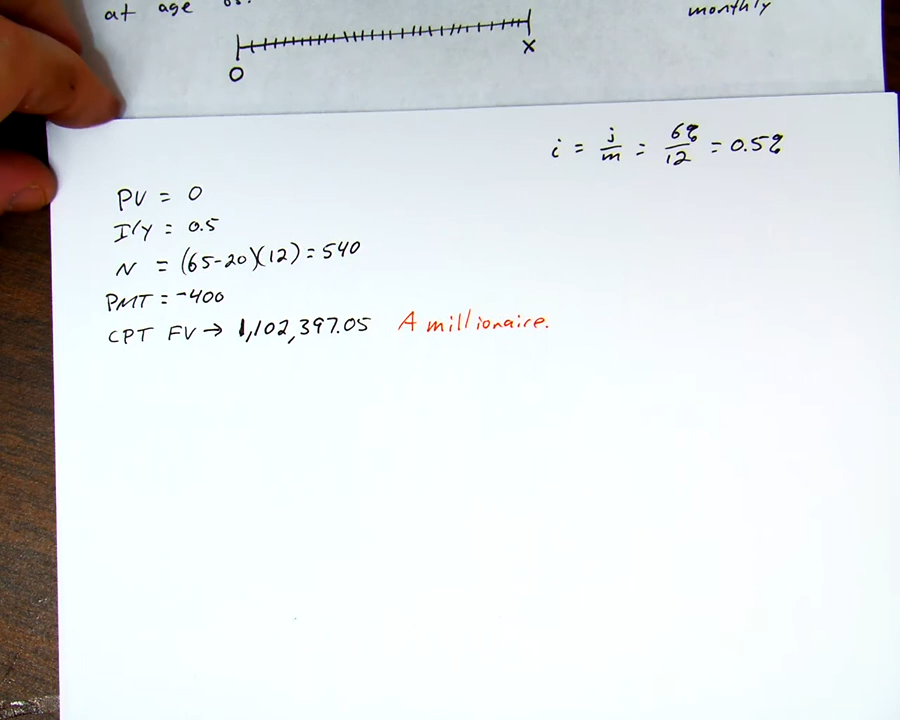 at age
monthly
0 x
i = j/m = 6%/12 = 0.5%
PV = 0
I/Y = 0.5
N = (65-20)(12) = 540
PMT = -400
CPT FV → 1,102,397.05 A millionaire.